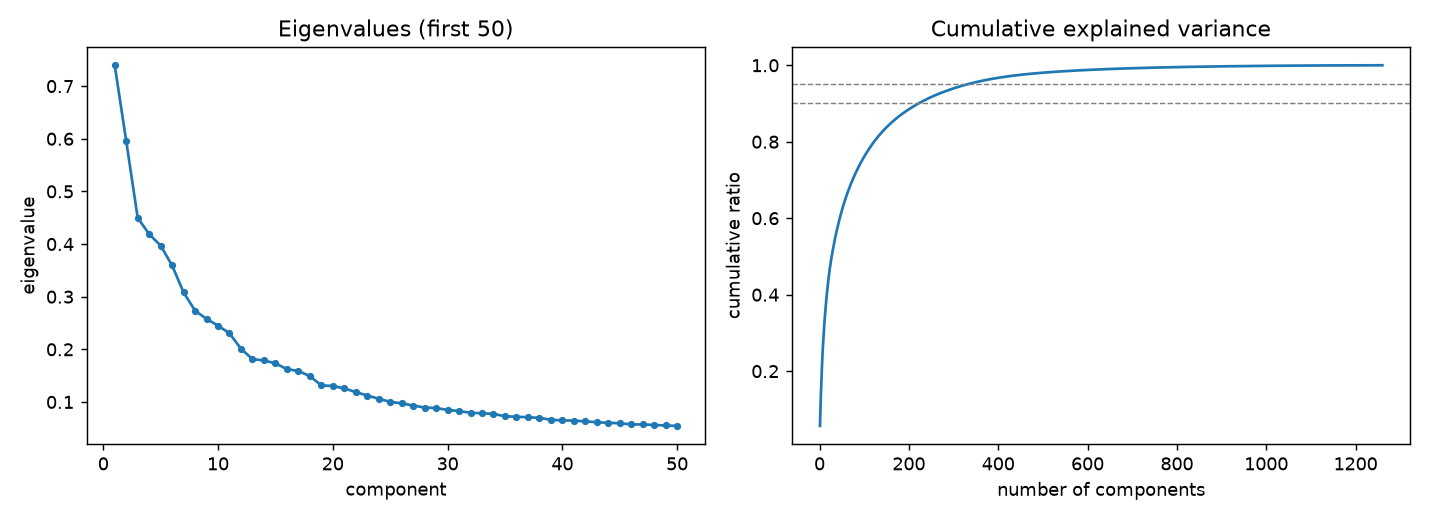 Eigenvalues (first 50)
eigenvalue
0.7
0.6
0.5
0.4
0.3
0.2
0.1
0 10 20 30 40 50
component
Cumulative explained variance
cumulative ratio
1.0
0.8
0.6
0.4
0.2
0 200 400 600 800 1000 1200
number of components